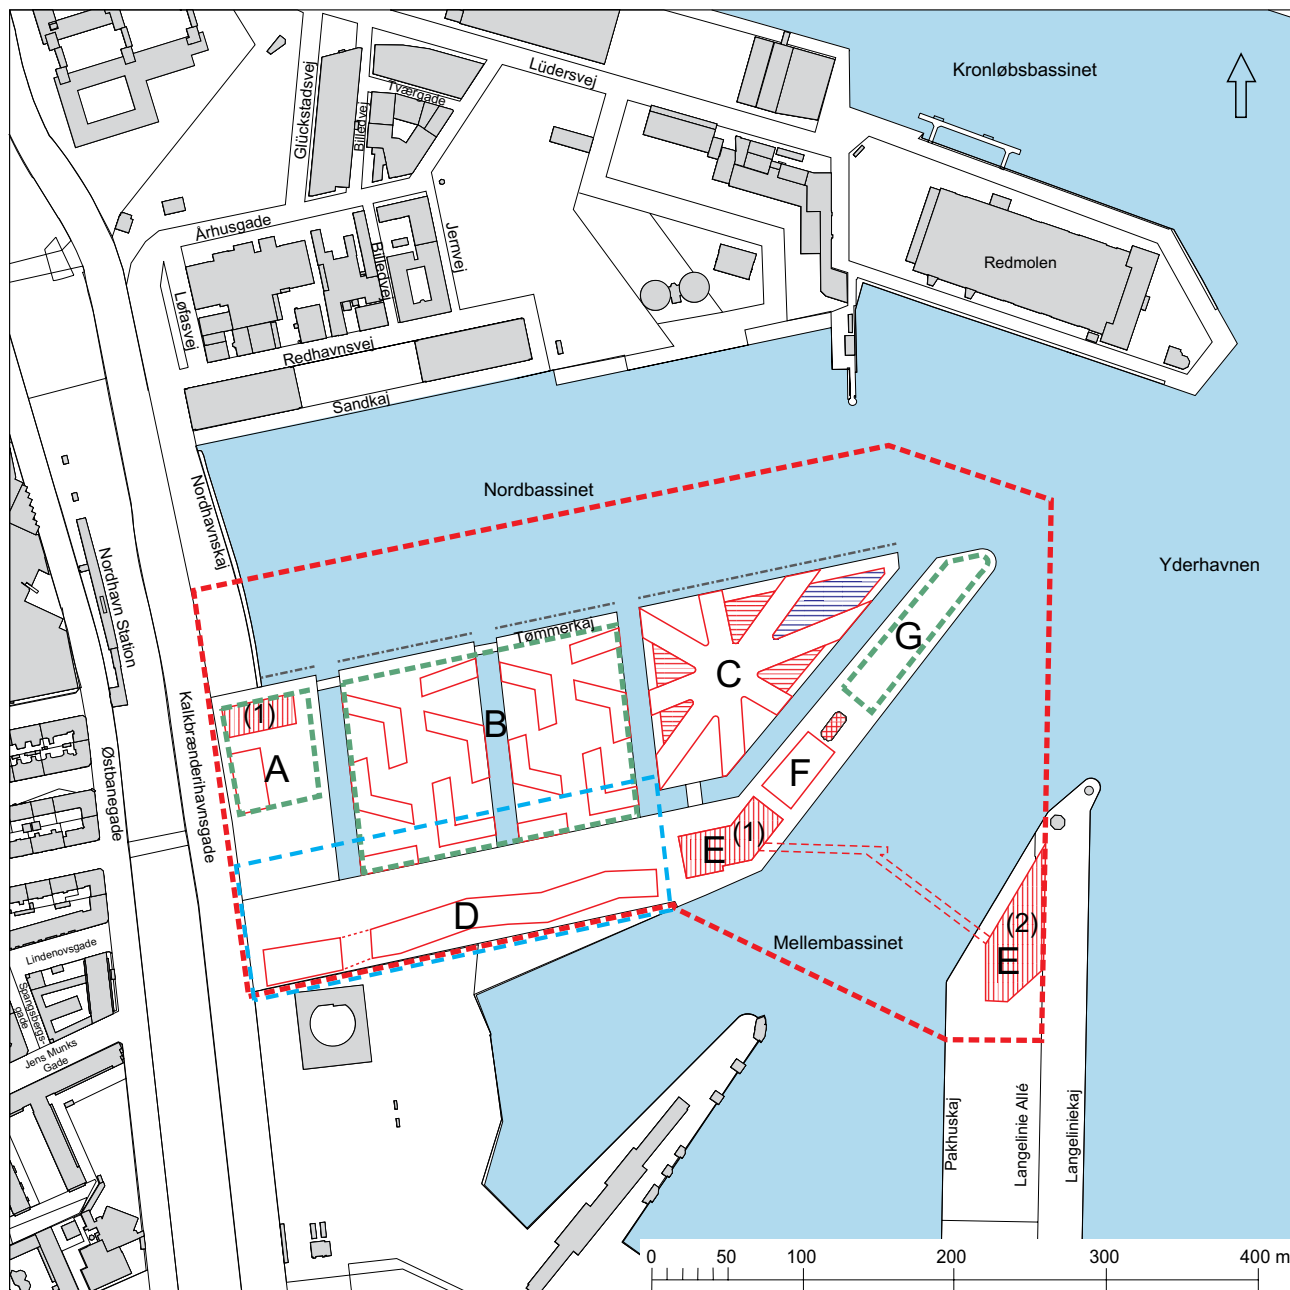 Kronløbsbassinet
Lüdersvej
Glückstadsvej
Tværgade
Billedvej
Århusgade
Billedvej
Jernvej
Redmolen
Løfasvej
Redhavnsvej
Sandkaj
Nordhavnskaj
Nordbassinet
Yderhavnen
Nordhavn Station
Tømmerkaj
G
C
(1)
B
A
Kalkbrænderihavnsgade
Østbanegade
F
(1)
E
D
(2)
E
Mellembassinet
Lindenovsgade
Spangsbergs-
gade
Jens Munks
Gade
Pakhuskaj
Langelinie Allé
Langeliniekaj
0 50 100 200 300 400 m